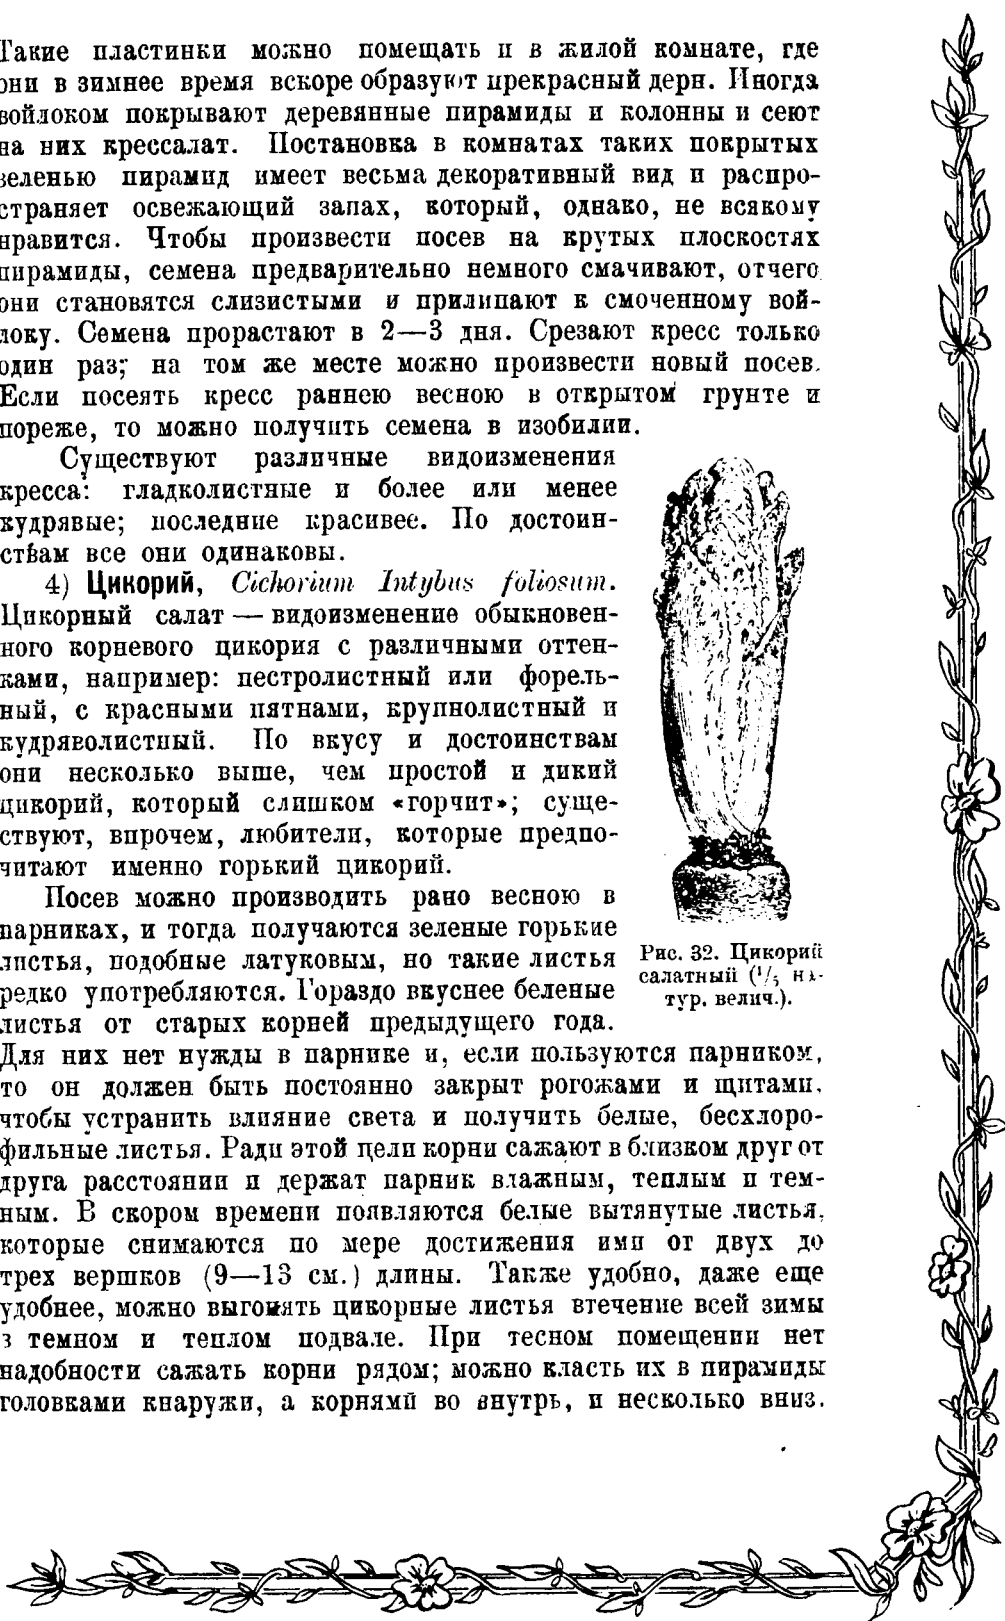 Такие пластинки можно помещать и в жилой комнате, где
они в зимнее время вскоре образуют прекрасный дерн. Иногда
войлоком покрывают деревянные пирамиды и колонны и сеют
на них крессалат. Постановка в комнатах таких покрытых
зеленью пирамид имеет весьма декоративный вид и распро-
страняет освежающий запах, который, однако, не всякому
нравится. Чтобы произвести посев на крутых плоскостях
пирамиды, семена предварительно немного смачивают, отчего
они становятся слизистыми и прилипают к смоченному вой-
локу. Семена прорастают в 2—3 дня. Срезают кресс только
один раз; на том же месте можно произвести новый посев.
Если посеять кресс раннею весною в открытом грунте и
пореже, то можно получить семена в изобилии.
Существуют различные видоизменения
кресса: гладколистные и более или менее
кудрявые; последние красивее. По достоин-
ствам все они одинаковы.
4) Цикорий, Cichorium Intybus foliosum.
Цикорный салат — видоизменение обыкновен-
ного корневого цикория с различными оттен-
ками, например: пестролистный или форель-
ный, с красными пятнами, крупнолистный и
кудряволистный. По вкусу и достоинствам
они несколько выше, чем простой и дикий
цикорий, который слишком «горчит»; суще-
ствуют, впрочем, любители, которые предпо-
читают именно горький цикорий.
Посев можно производить рано весною в
парниках, и тогда получаются зеленые горькие
листья, подобные латуковым, но такие листья
редко употребляются. Гораздо вкуснее беленые
листья от старых корней предыдущего года.
Рис. 32. Цикорий
салатный (1/5 на-
тур. велич.).
Для них нет нужды в парнике и, если пользуются парником,
то он должен быть постоянно закрыт рогожами и щитами,
чтобы устранить влияние света и получить белые, бесхлоро-
фильные листья. Ради этой цели корни сажают в близком друг от
друга расстоянии и держат парник влажным, теплым и тем-
ным. В скором времени появляются белые вытянутые листья,
которые снимаются по мере достижения ими от двух до
трех вершков (9—13 см.) длины. Также удобно, даже еще
удобнее, можно выгонять цикорные листья втечение всей зимы
в темном и теплом подвале. При тесном помещении нет
надобности сажать корни рядом; можно класть их в пирамиды
головками кнаружи, а корнями во внутрь, и несколько вниз.